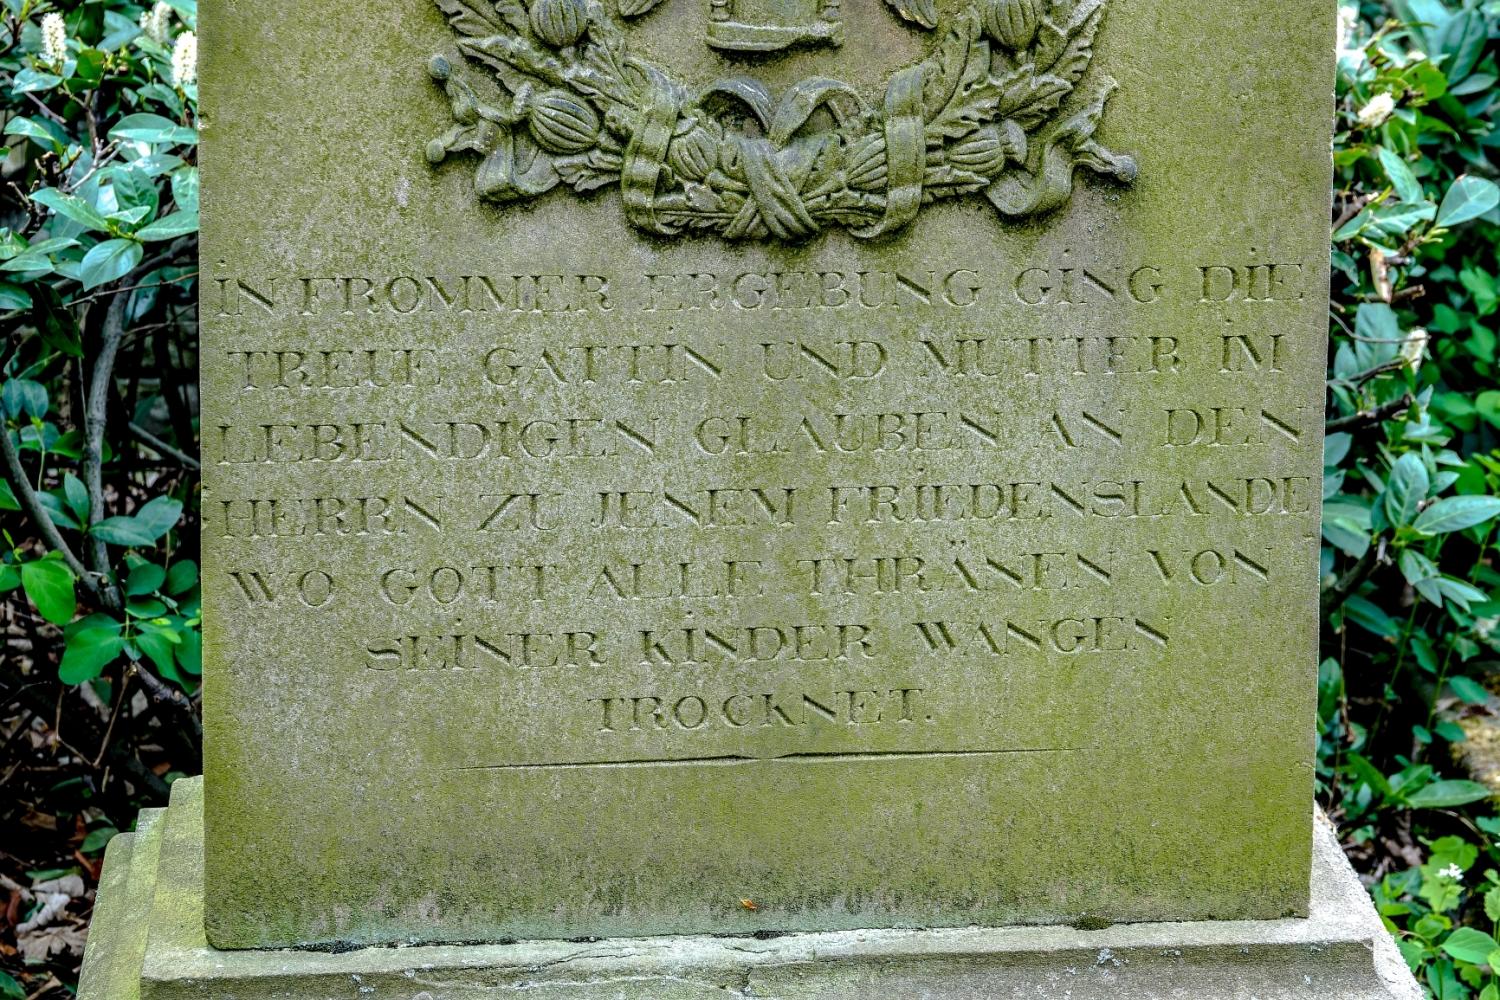 IN FROMMER ERGEBUNG GING DIE
TREUE GATTIN UND MUTTER IM
LEBENDIGEN GLAUBEN AN DEN
HERRN ZU JENEM FRIEDENSLANDE
WO GOTT ALLE THRÄNEN VON
SEINER KINDER WANGEN
TROCKNET.